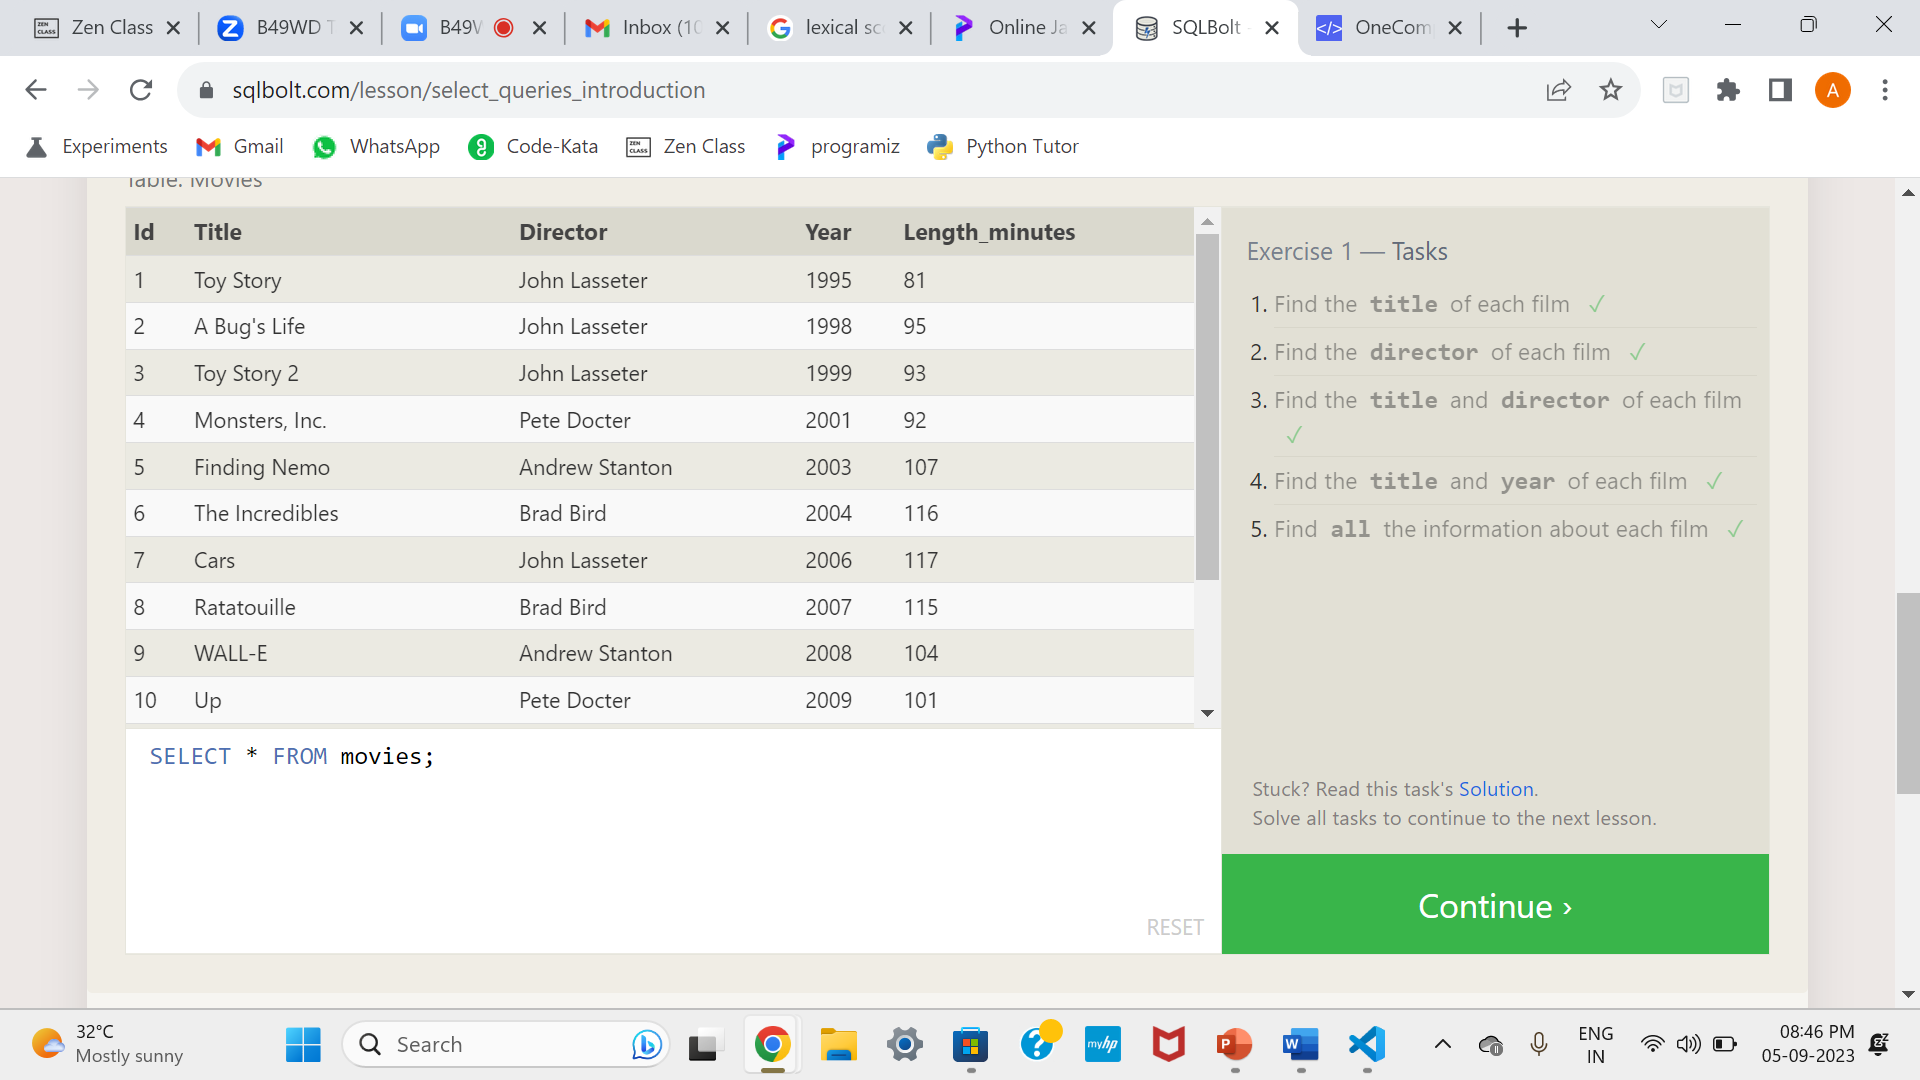 Zen Class
B49WD T
B49V
Inbox (10
lexical sc
Online Ja
SQLBolt -
OneCom
sqlbolt.com/lesson/select_queries_introduction
A
Experiments
Gmail
WhatsApp
Code-Kata
Zen Class
programiz
Python Tutor
Table: Movies
Id Title Director Year Length_minutes
1 Toy Story John Lasseter 1995 81
2 A Bug's Life John Lasseter 1998 95
3 Toy Story 2 John Lasseter 1999 93
4 Monsters, Inc. Pete Docter 2001 92
5 Finding Nemo Andrew Stanton 2003 107
6 The Incredibles Brad Bird 2004 116
7 Cars John Lasseter 2006 117
8 Ratatouille Brad Bird 2007 115
9 WALL-E Andrew Stanton 2008 104
10 Up Pete Docter 2009 101
SELECT * FROM movies;
RESET
Exercise 1 — Tasks
1. Find the title of each film ✓
2. Find the director of each film ✓
3. Find the title and director of each film
✓
4. Find the title and year of each film ✓
5. Find all the information about each film ✓
Stuck? Read this task's Solution.
Solve all tasks to continue to the next lesson.
Continue ›
32°C
Mostly sunny
Search
myhp
ENG
IN
08:46 PM
05-09-2023